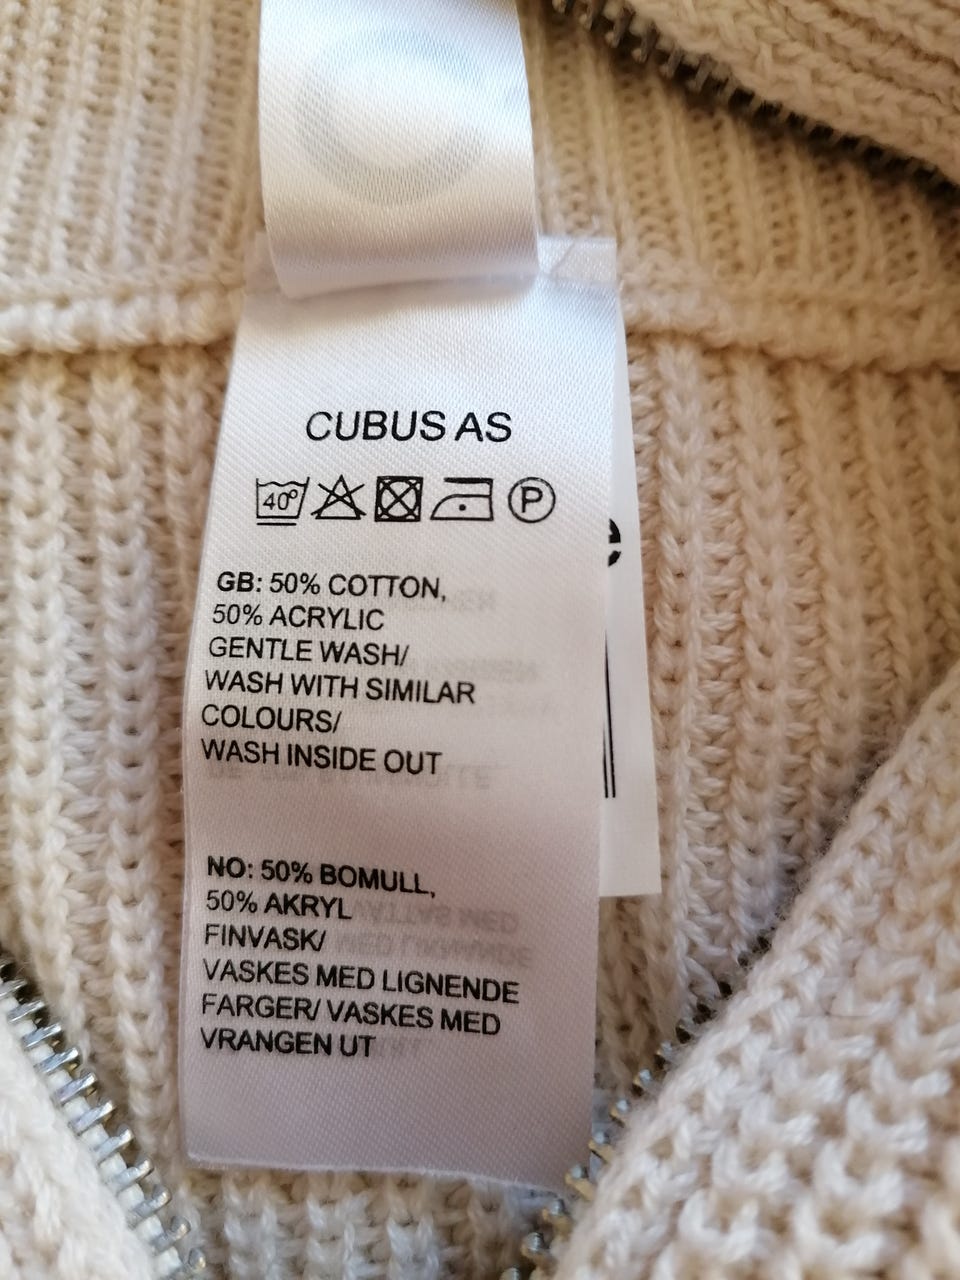 CUBUS AS
40° P
GB: 50% COTTON,
50% ACRYLIC
GENTLE WASH/
WASH WITH SIMILAR
COLOURS/
WASH INSIDE OUT
NO: 50% BOMULL,
50% AKRYL
FINVASK/
VASKES MED LIGNENDE
FARGER/ VASKES MED
VRANGEN UT
e